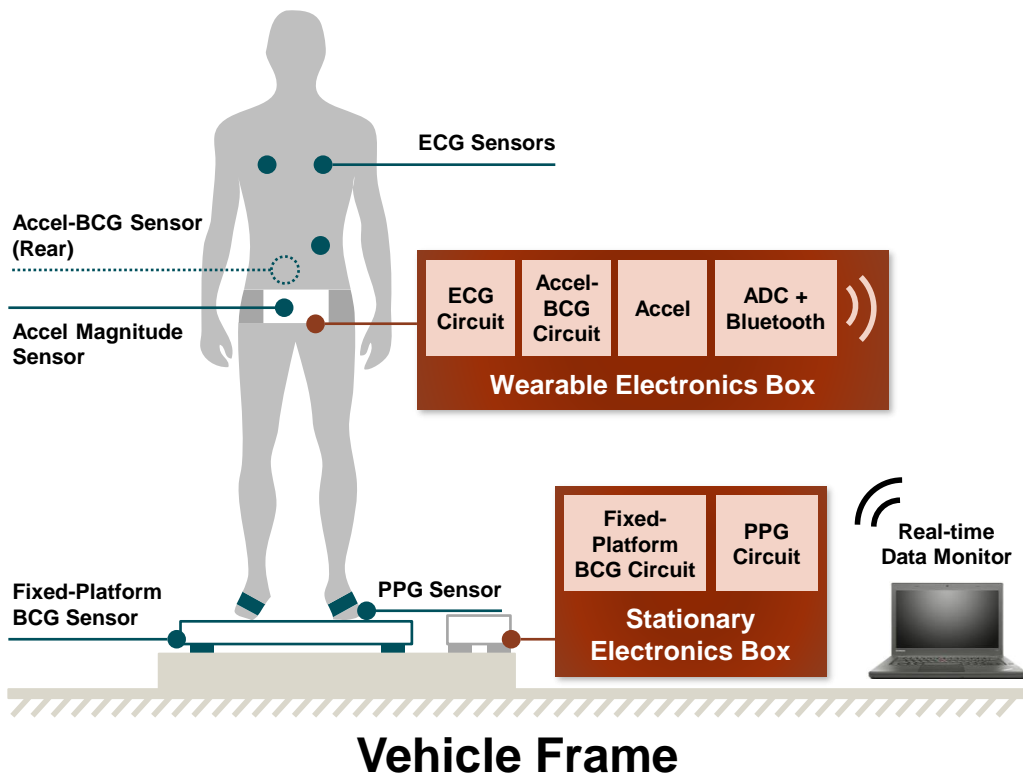 ECG Sensors
Accel-BCG Sensor
(Rear)
Accel Magnitude
Sensor
ECG
Circuit
Accel-
BCG
Circuit
Accel
ADC +
Bluetooth
Wearable Electronics Box
Fixed-Platform
BCG Sensor
PPG Sensor
Fixed-
Platform
BCG Circuit
PPG
Circuit
Stationary
Electronics Box
Real-time
Data Monitor
Vehicle Frame